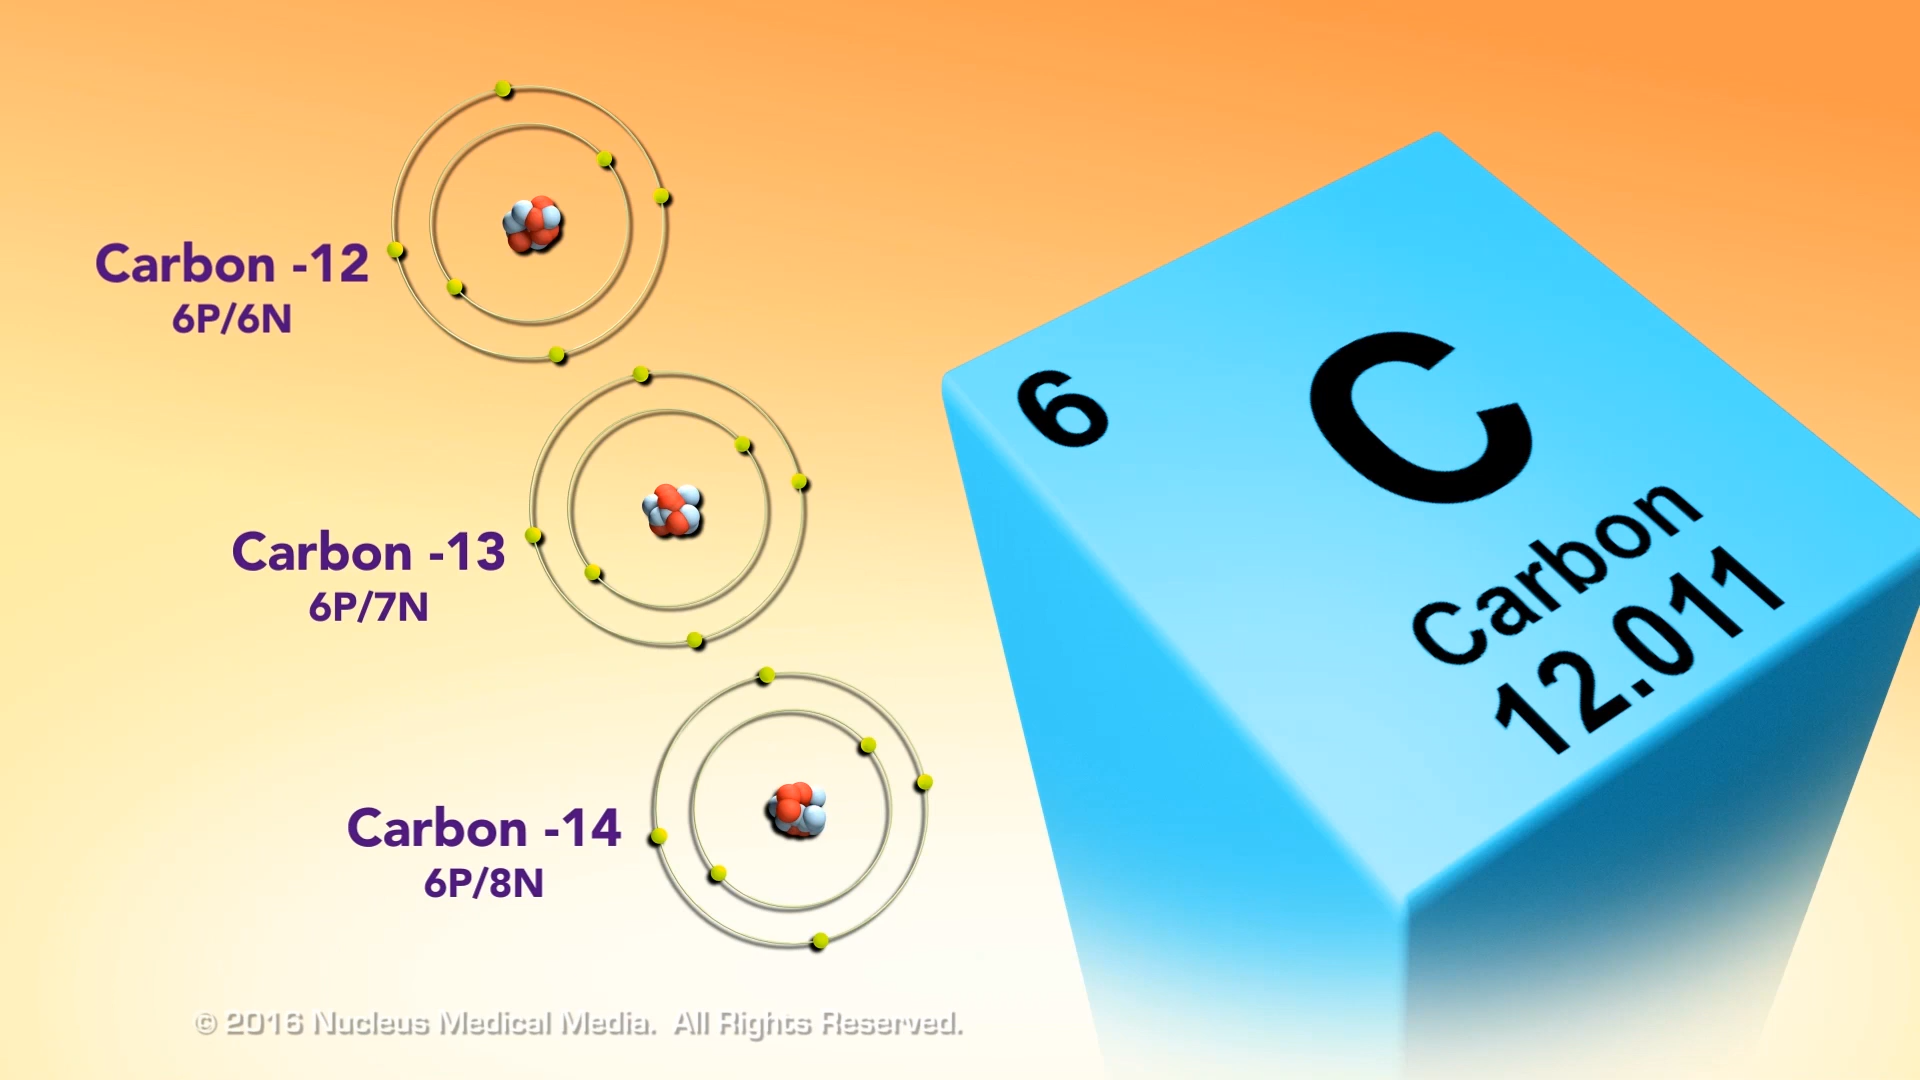 Carbon -12
6P/6N
Carbon -13
6P/7N
Carbon -14
6P/8N
6
C
Carbon
12.011
© 2016 Nucleus Medical Media.  All Rights Reserved.